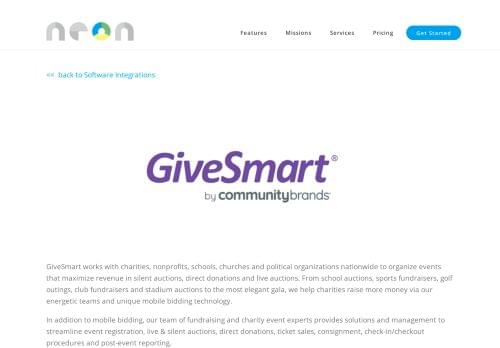 neon
Features Missions Services Pricing Get Started
<< back to Software Integrations
GiveSmart®
by communitybrands
GiveSmart works with charities, nonprofits, schools, churches and political organizations nationwide to organize events
that maximize revenue in silent auctions, direct donations and live auctions. From school auctions, sports fundraisers, golf
outings, club fundraisers and stadium auctions to the most elegant gala, we help charities raise more money via our
energetic teams and unique mobile bidding technology.
In addition to mobile bidding, our team of fundraising and charity event experts provides solutions and management to
streamline event registration, live & silent auctions, direct donations, ticket sales, consignment, check-in/checkout
procedures and post-event reporting.